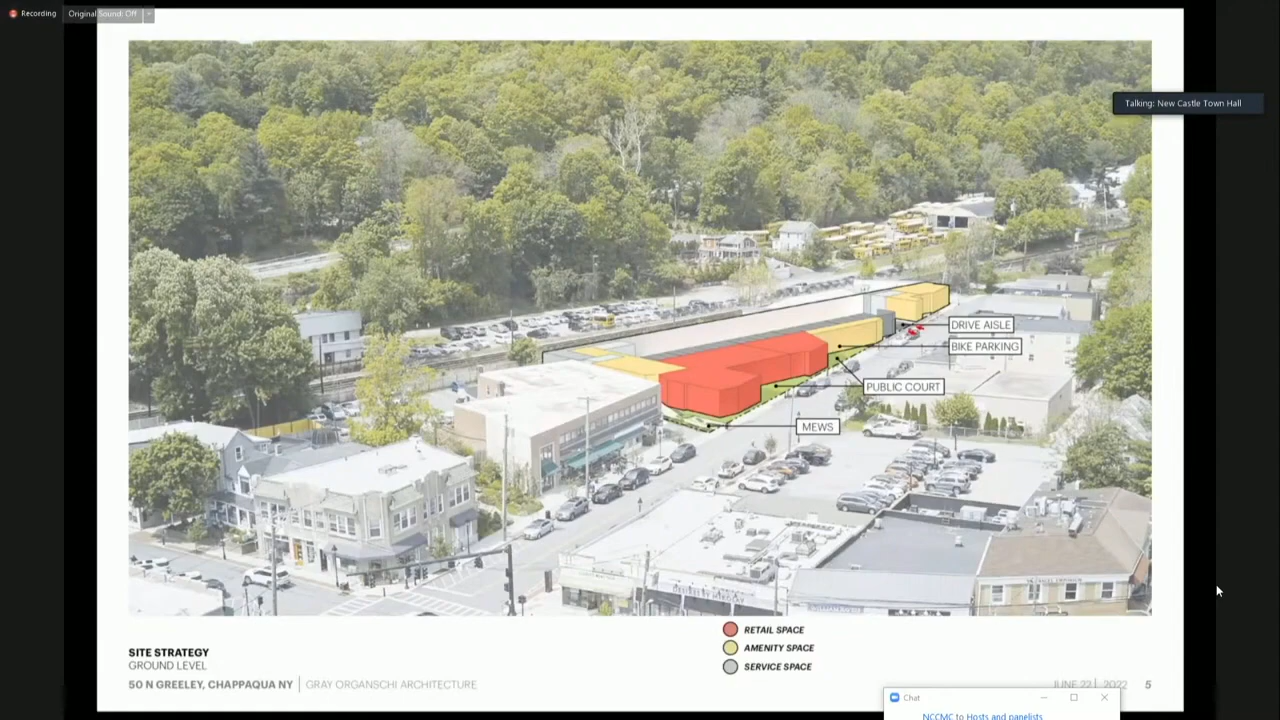 Recording
Original Sound: Off
Talking: New Castle Town Hall
DRIVE AISLE
BIKE PARKING
PUBLIC COURT
MEWS
RETAIL SPACE
AMENITY SPACE
SERVICE SPACE
SITE STRATEGY
GROUND LEVEL
50 N GREELEY, CHAPPAQUA NY | GRAY ORGANSCHI ARCHITECTURE
JUNE 22 | 2022 5
Chat
NCCMC to Hosts and panelists